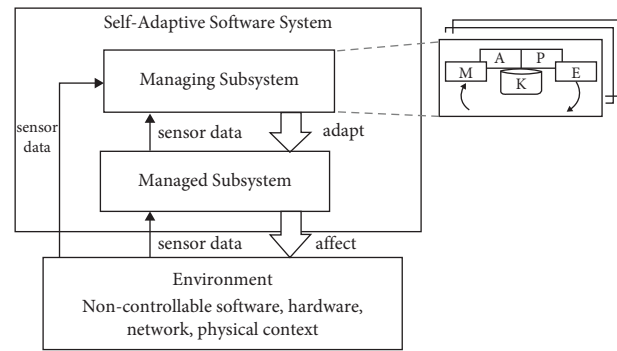 Self-Adaptive Software System
Managing Subsystem
M
A
P
E
K
sensor
data
sensor data
adapt
Managed Subsystem
sensor data
affect
Environment
Non-controllable software, hardware,
network, physical context